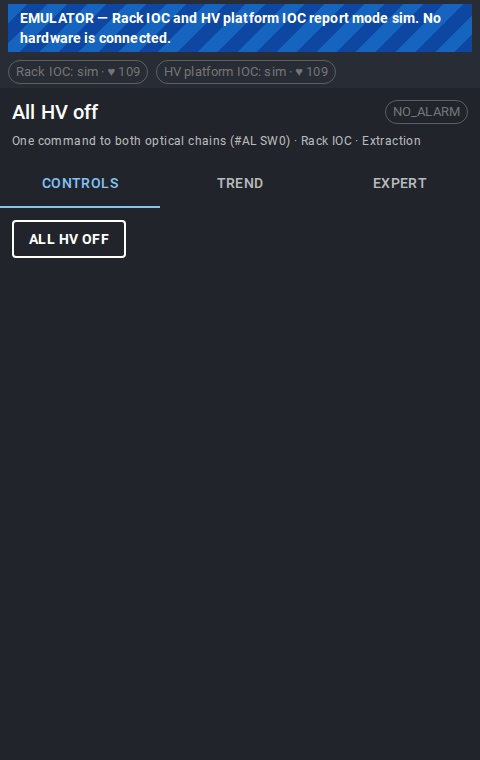 EMULATOR — Rack IOC and HV platform IOC report mode sim. No
hardware is connected.
Rack IOC: sim · ♥ 109
HV platform IOC: sim · ♥ 109
All HV off
NO_ALARM
One command to both optical chains (#AL SW0) · Rack IOC · Extraction
CONTROLS
TREND
EXPERT
ALL HV OFF